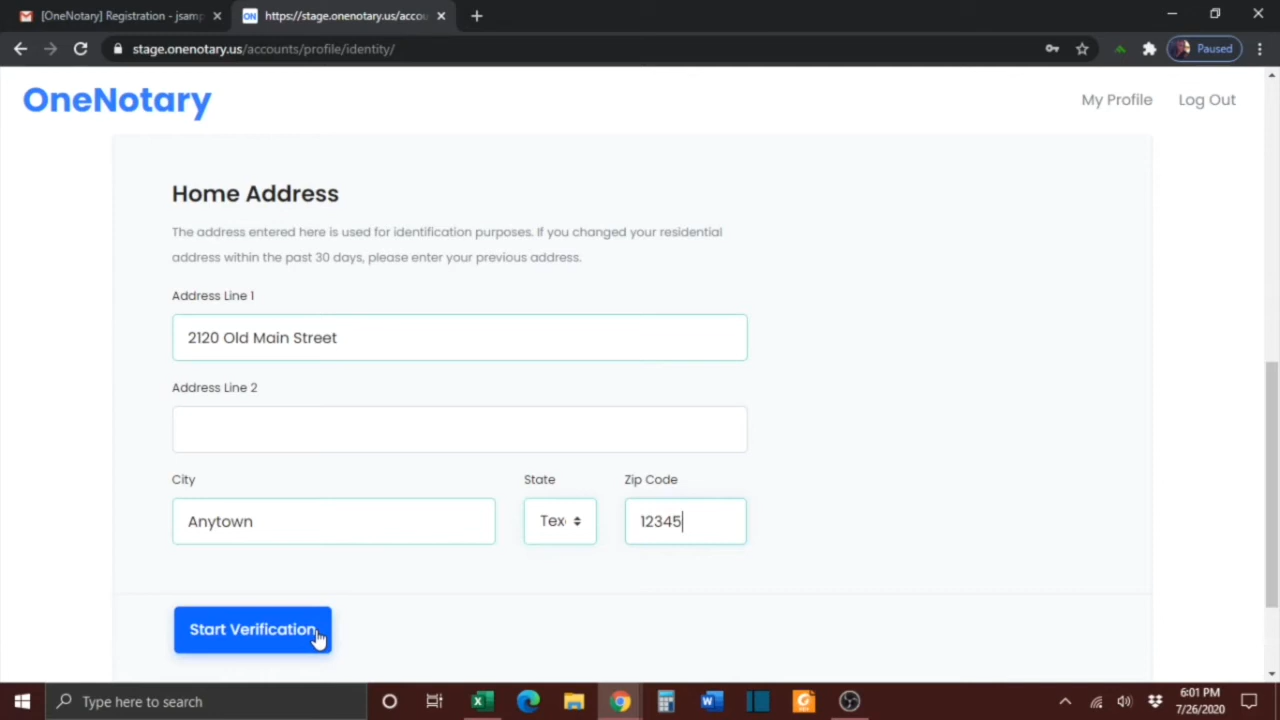 [OneNotary] Registration - jsam
ON https://stage.onenotary.us/accou
stage.onenotary.us/accounts/profile/identity/
Paused
OneNotary
My Profile
Log Out
Home Address
The address entered here is used for identification purposes. If you changed your residential
address within the past 30 days, please enter your previous address.
Address Line 1
2120 Old Main Street
Address Line 2
City
State
Zip Code
Anytown
Tex
12345
Start Verification
Type here to search
6:01 PM
7/26/2020